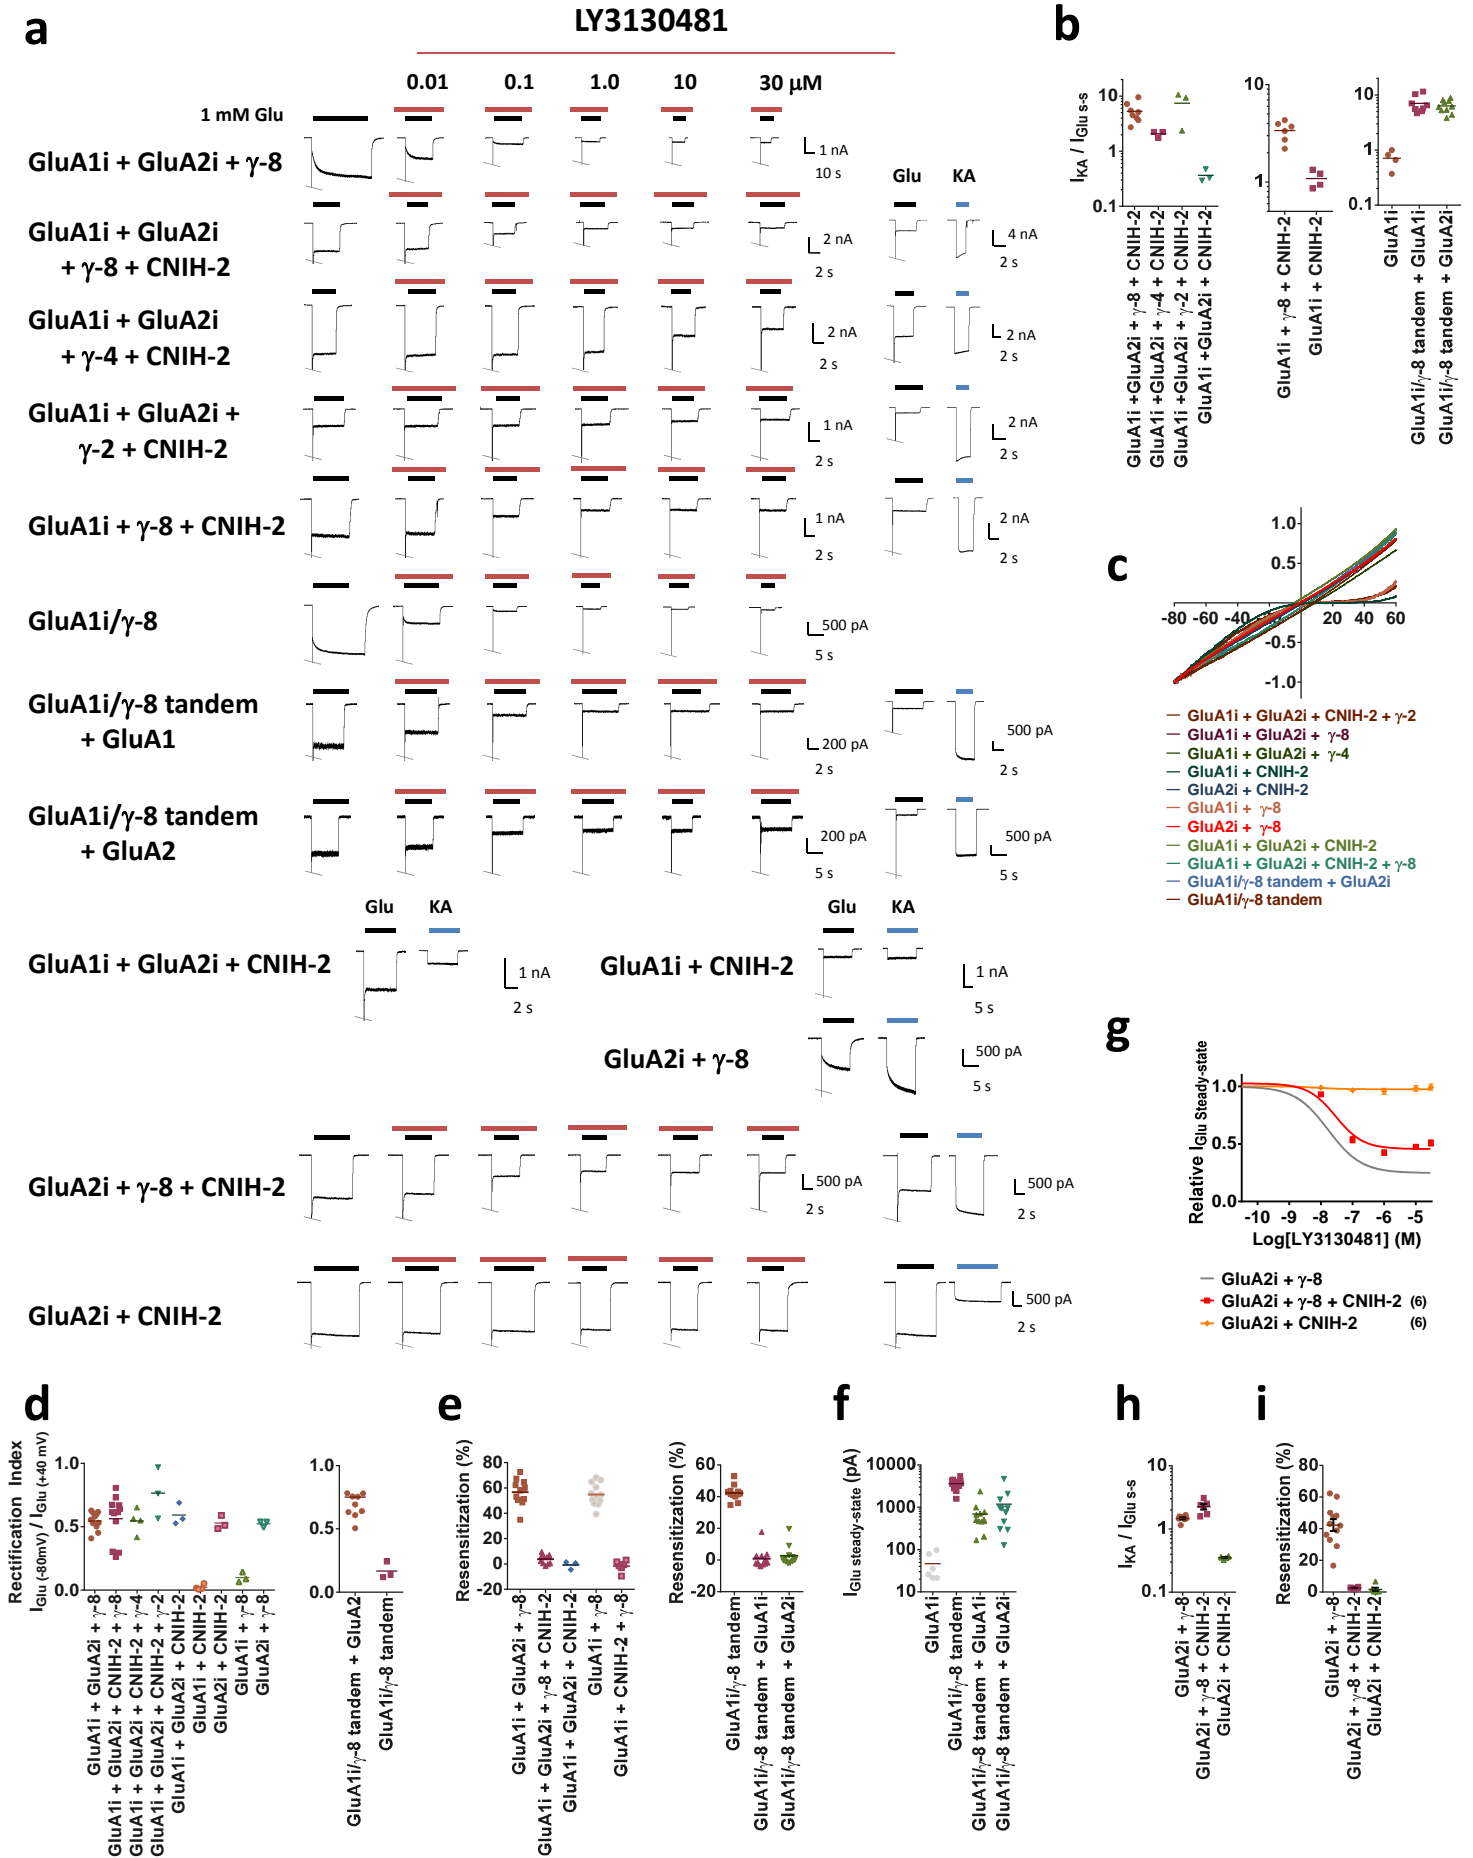 a
LY3130481
0.01 0.1 1.0 10 30 µM
1 mM Glu
GluA1i + GluA2i + γ-8
1 nA
10 s
Glu KA
GluA1i + GluA2i
+ γ-8 + CNIH-2
2 nA
2 s
4 nA
2 s
GluA1i + GluA2i
+ γ-4 + CNIH-2
2 nA
2 s
2 nA
2 s
GluA1i + GluA2i +
γ-2 + CNIH-2
1 nA
2 s
2 nA
2 s
GluA1i + γ-8 + CNIH-2
1 nA
2 s
2 nA
2 s
GluA1i/γ-8
500 pA
5 s
GluA1i/γ-8 tandem
+ GluA1
200 pA
2 s
500 pA
2 s
GluA1i/γ-8 tandem
+ GluA2
200 pA
5 s
500 pA
5 s
Glu KA
GluA1i + GluA2i + CNIH-2
1 nA
2 s
Glu KA
GluA1i + CNIH-2
1 nA
5 s
GluA2i + γ-8
500 pA
5 s
GluA2i + γ-8 + CNIH-2
500 pA
2 s
500 pA
2 s
GluA2i + CNIH-2
500 pA
2 s
b
IKA / IGlu s-s
10
1
0.1
GluA1i +GluA2i + γ-8 + CNIH-2
GluA1i +GluA2i + γ-4 + CNIH-2
GluA1i +GluA2i + γ-2 + CNIH-2
GluA1i +GluA2i + CNIH-2
10
1
GluA1i + γ-8 + CNIH-2
GluA1i + CNIH-2
10
1
0.1
GluA1i
GluA1i/γ-8 tandem + GluA1i
GluA1i/γ-8 tandem + GluA2i
c
1.0
0.5
-0.5
-1.0
-80 -60 -40 -20 20 40 60
GluA1i + GluA2i + CNIH-2 + γ-2
GluA1i + GluA2i + γ-8
GluA1i + GluA2i + γ-4
GluA1i + CNIH-2
GluA2i + CNIH-2
GluA1i + γ-8
GluA2i + γ-8
GluA1i + GluA2i + CNIH-2
GluA1i + GluA2i + CNIH-2 + γ-8
GluA1i/γ-8 tandem + GluA2i
GluA1i/γ-8 tandem
g
Relative IGlu Steady-state
1.0
0.5
0.0
-10 -9 -8 -7 -6 -5
Log[LY3130481] (M)
GluA2i + γ-8
GluA2i + γ-8 + CNIH-2 (6)
GluA2i + CNIH-2 (6)
d
Rectification Index
IGlu (-80mV) / IGlu (+40 mV)
1.0
0.5
0.0
GluA1i + GluA2i + γ-8
GluA1i + GluA2i + CNIH-2 + γ-8
GluA1i + GluA2i + CNIH-2 + γ-4
GluA1i + GluA2i + CNIH-2 + γ-2
GluA1i + GluA2i + CNIH-2
GluA1i + CNIH-2
GluA2i + CNIH-2
GluA1i + γ-8
GluA2i + γ-8
1.0
0.5
0.0
GluA1i/γ-8 tandem + GluA2
GluA1i/γ-8 tandem
e
Resensitization (%)
80
60
40
20
0
-20
GluA1i + GluA2i + γ-8
GluA1i + GluA2i + γ-8 + CNIH-2
GluA1i + GluA2i + CNIH-2
GluA1i + γ-8
GluA1i + CNIH-2 + γ-8
Resensitization (%)
60
40
20
0
-20
GluA1i/γ-8 tandem
GluA1i/γ-8 tandem + GluA1i
GluA1i/γ-8 tandem + GluA2i
f
IGlu steady-state (pA)
10000
1000
100
10
GluA1i
GluA1i/γ-8 tandem
GluA1i/γ-8 tandem + GluA1i
GluA1i/γ-8 tandem + GluA2i
h
IKA / IGlu s-s
10
1
0.1
GluA2i + γ-8
GluA2i + γ-8 + CNIH-2
GluA2i + CNIH-2
i
Resensitization (%)
80
60
40
20
0
GluA2i + γ-8
GluA2i + γ-8 + CNIH-2
GluA2i + CNIH-2